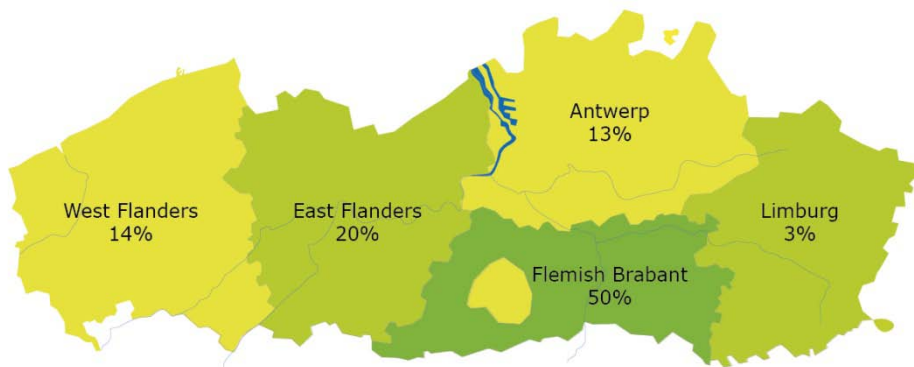 Antwerp
13%
West Flanders
14%
East Flanders
20%
Limburg
3%
Flemish Brabant
50%